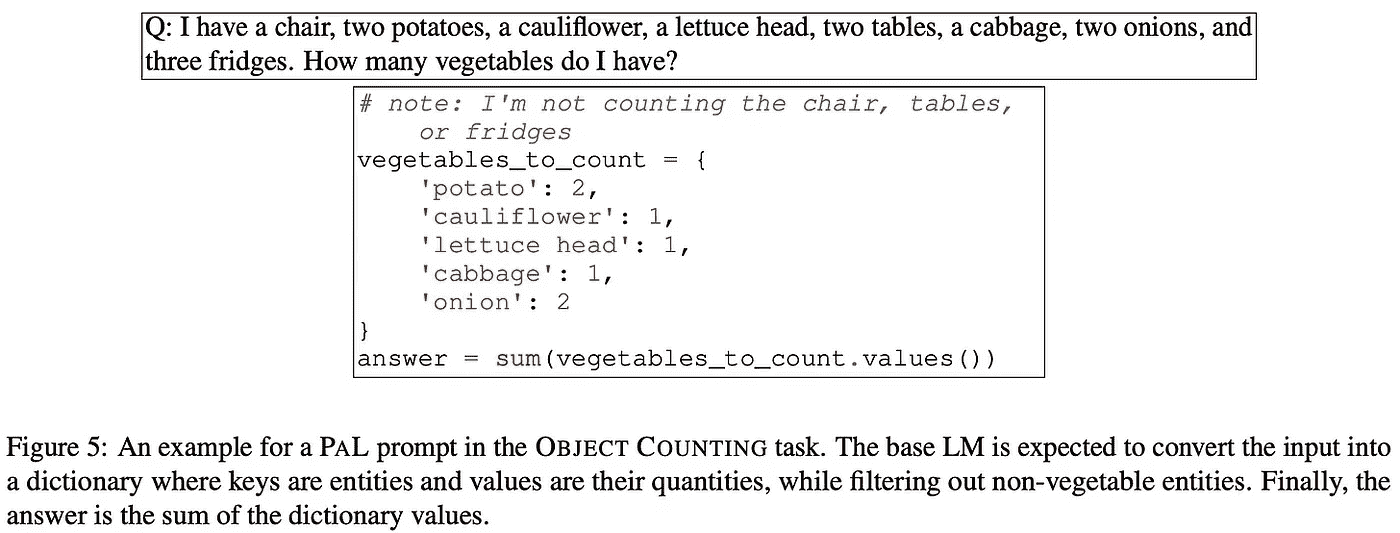 Q: I have a chair, two potatoes, a cauliflower, a lettuce head, two tables, a cabbage, two onions, and
three fridges. How many vegetables do I have?
# note: I'm not counting the chair, tables,
    or fridges
vegetables_to_count = {
    'potato': 2,
    'cauliflower': 1,
    'lettuce head': 1,
    'cabbage': 1,
    'onion': 2
}
answer = sum(vegetables_to_count.values())
Figure 5: An example for a PAL prompt in the OBJECT COUNTING task. The base LM is expected to convert the input into
a dictionary where keys are entities and values are their quantities, while filtering out non-vegetable entities. Finally, the
answer is the sum of the dictionary values.